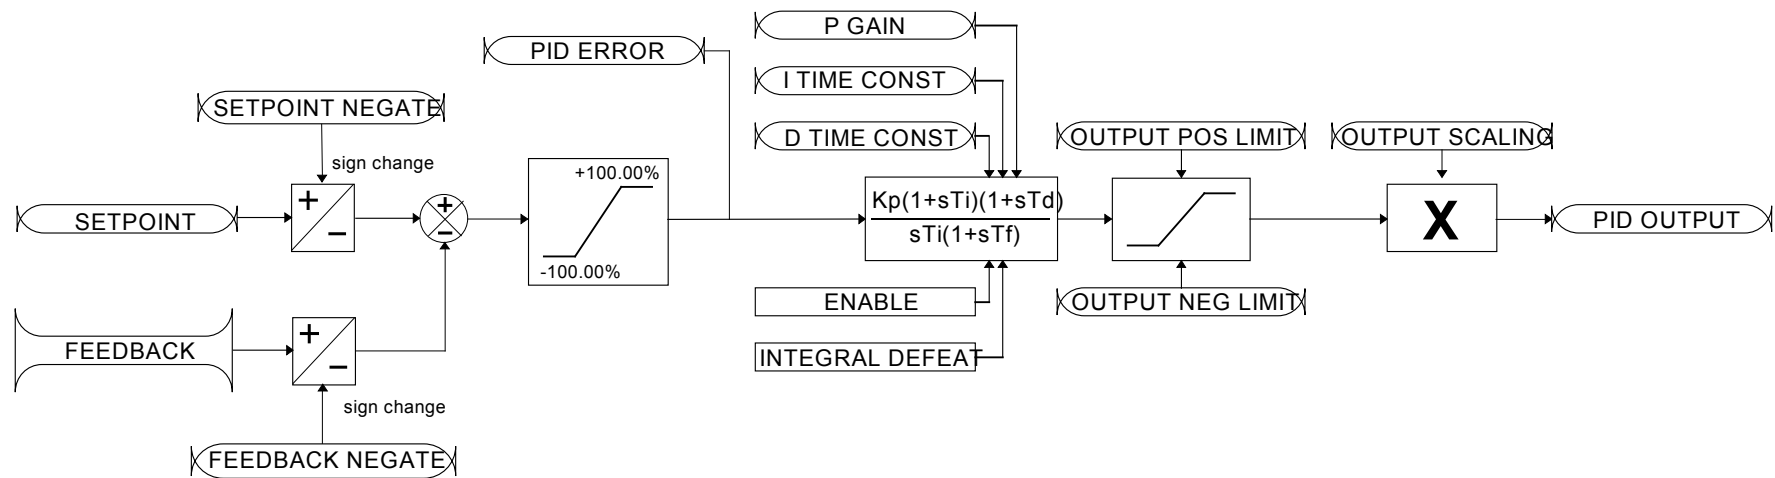 P GAIN
PID ERROR
I TIME CONST
SETPOINT NEGATE
D TIME CONST
OUTPUT POS LIMIT
OUTPUT SCALING
sign change
+100.00%
+
–
SETPOINT
+
–
-100.00%
Kp(1+sTi)(1+sTd)
sTi(1+sTf)
X
PID OUTPUT
ENABLE
OUTPUT NEG LIMIT
FEEDBACK
+
–
INTEGRAL DEFEAT
sign change
FEEDBACK NEGATE